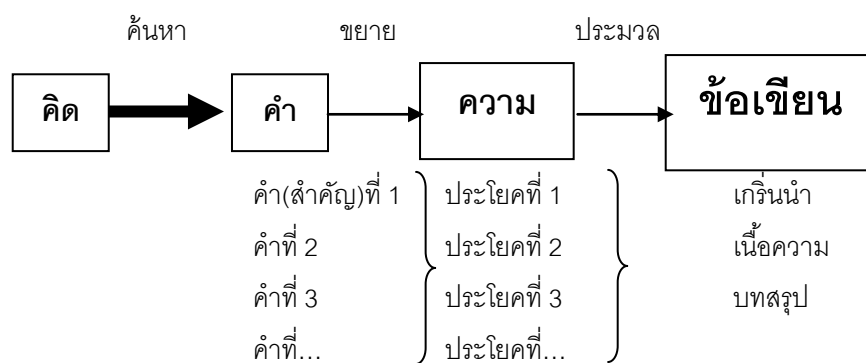 ค้นหา ขยาย ประมวล
คิด คำ ความ ข้อเขียน
คำ(สำคัญ)ที่ 1 ประโยคที่ 1 เกริ่นนำ
คำที่ 2 ประโยคที่ 2 เนื้อความ
คำที่ 3 ประโยคที่ 3 บทสรุป
คำที่… ประโยคที่…